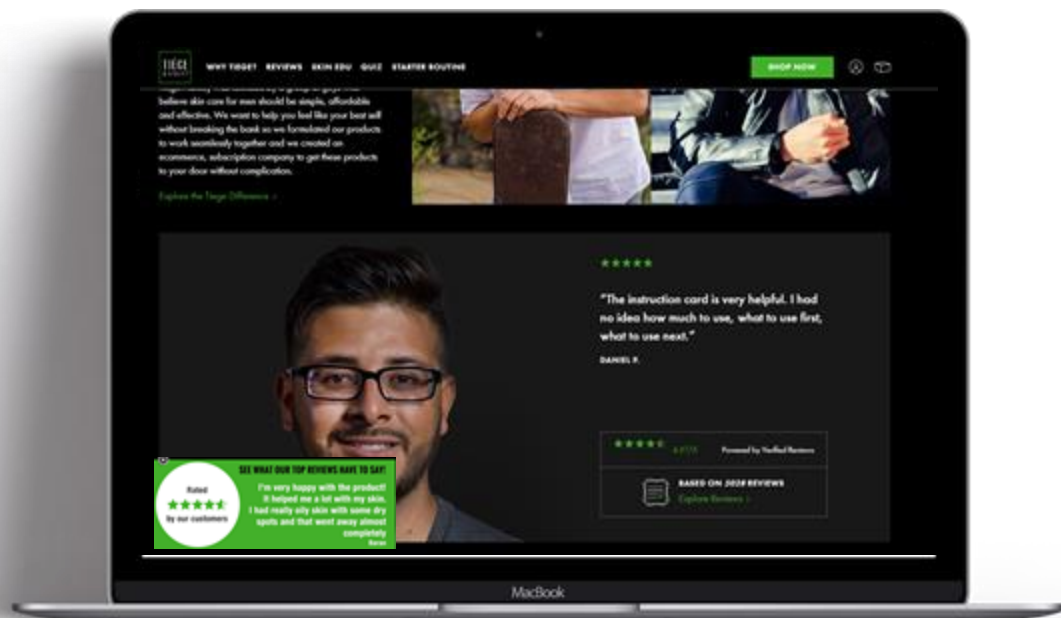 TIEGE
WHY TIEGE? REVIEWS SKIN EDU QUIZ STARTER ROUTINE
SHOP NOW
believe skin care for men should be simple, affordable
and effective. We want to help you feel like your best self
without breaking the bank so we formulated our products
to work seamlessly together and we created an
ecommerce, subscription company to get these products
to your door without complication.
Explore the Tiege Difference >
"The instruction card is very helpful. I had
no idea how much to use, what to use first,
what to use next."
DANIEL P.
Powered by Verified Reviews
BASED ON 5028 REVIEWS
Explore Reviews >
SEE WHAT OUR TOP REVIEWS HAVE TO SAY!
Rated
by our customers
I'm very happy with the product!
It helped me a lot with my skin.
I had really oily skin with some dry
spots and that went away almost
completely
MacBook